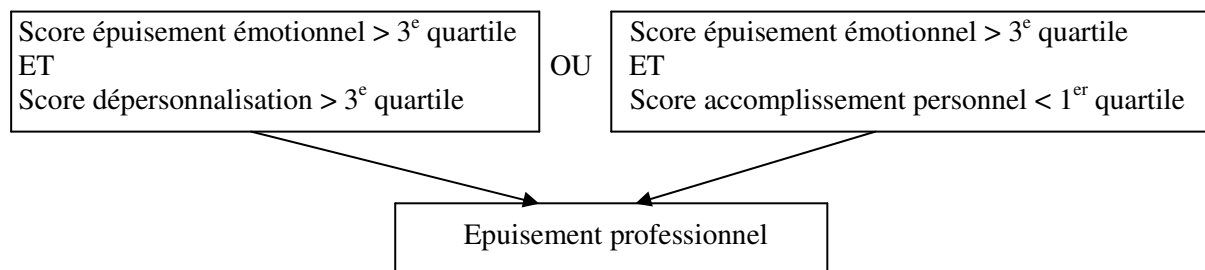 Score épuisement émotionnel > 3e quartile
ET
Score dépersonnalisation > 3e quartile
OU
Score épuisement émotionnel > 3e quartile
ET
Score accomplissement personnel < 1er quartile
Epuisement professionnel